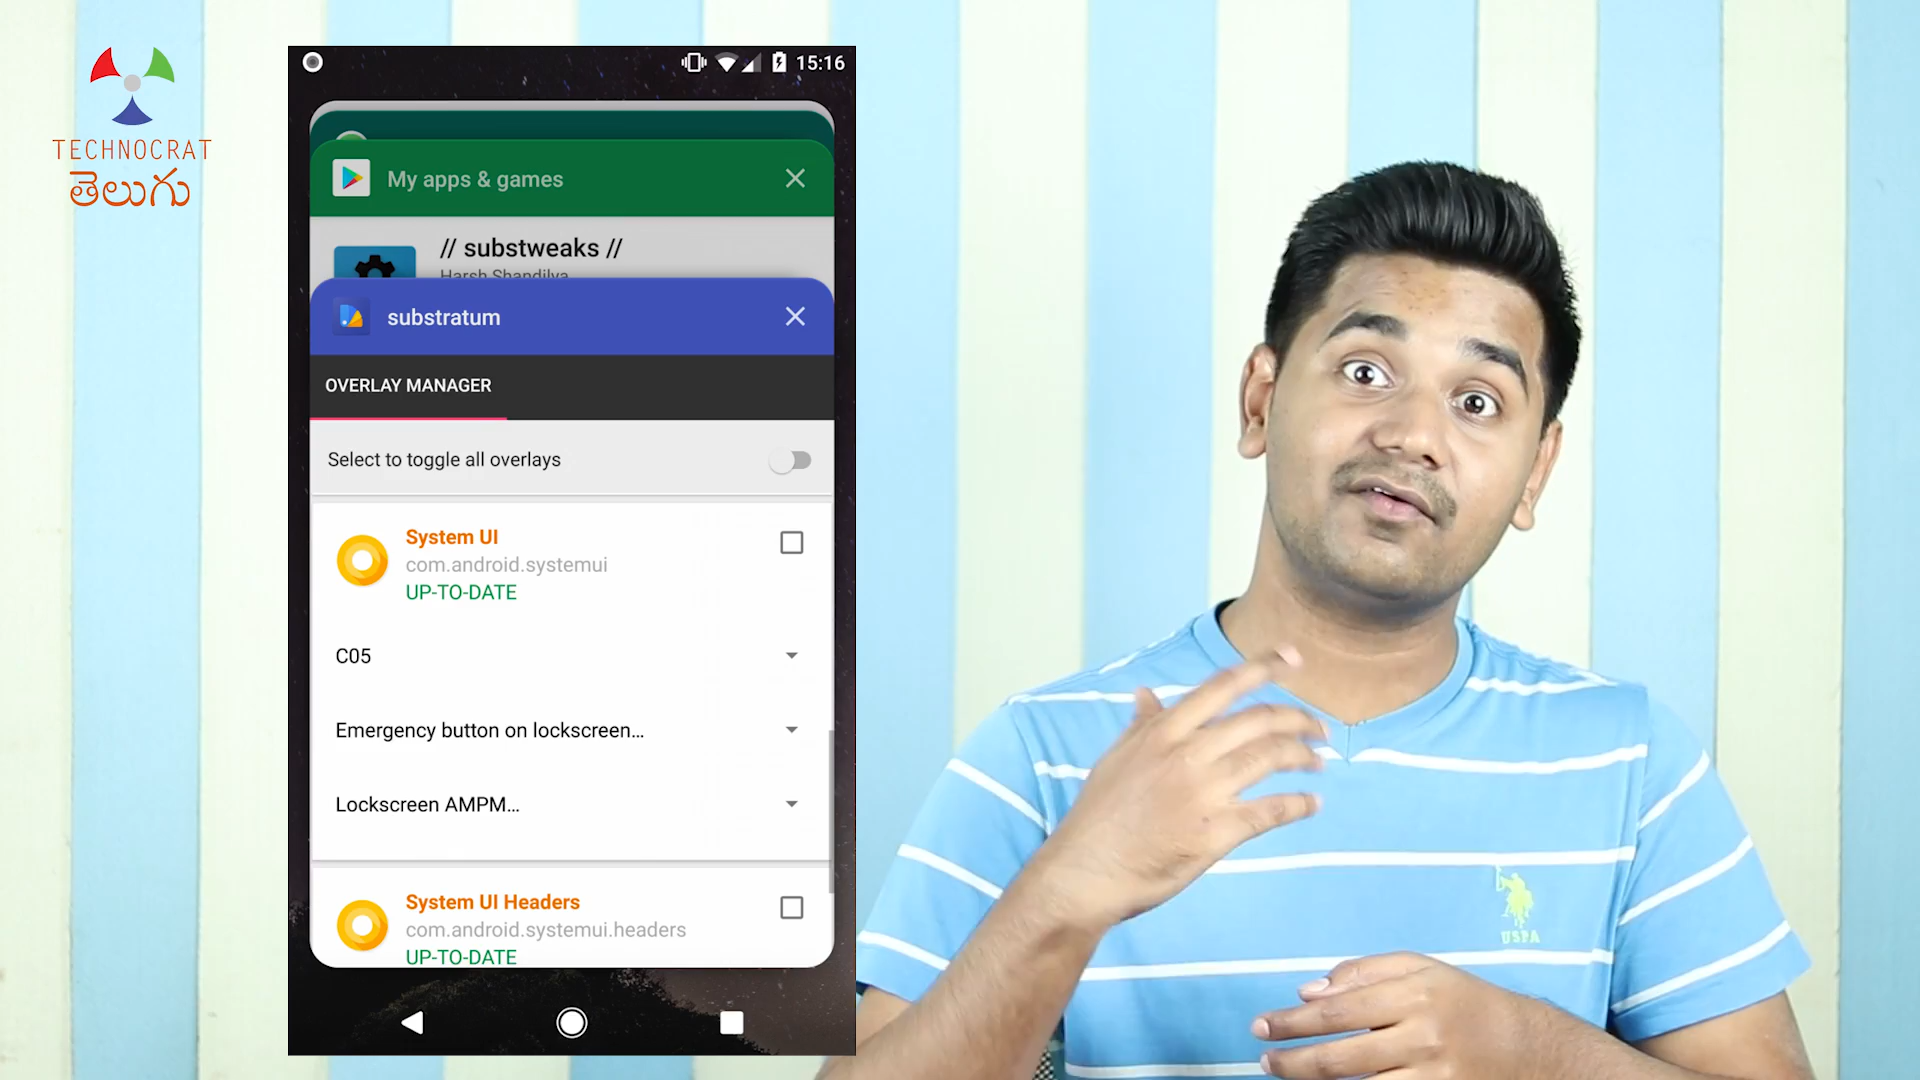 TECHNOCRAT
తెలుగు
15:16
My apps & games
// substweaks //
Harsh Shandilya
substratum
OVERLAY MANAGER
Select to toggle all overlays
System UI
com.android.systemui
UP-TO-DATE
C05
Emergency button on lockscreen...
Lockscreen AMPM...
System UI Headers
com.android.systemui.headers
UP-TO-DATE
USPA